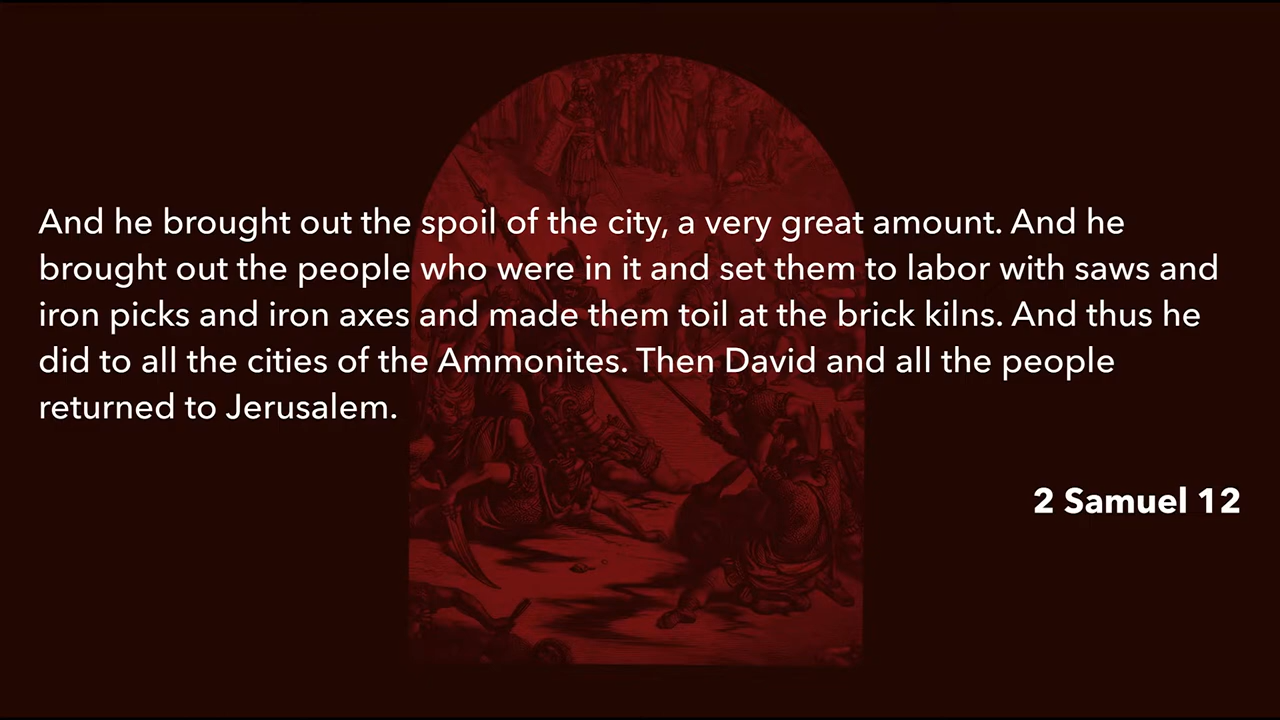 And he brought out the spoil of the city, a very great amount. And he
brought out the people who were in it and set them to labor with saws and
iron picks and iron axes and made them toil at the brick kilns. And thus he
did to all the cities of the Ammonites. Then David and all the people
returned to Jerusalem.
2 Samuel 12